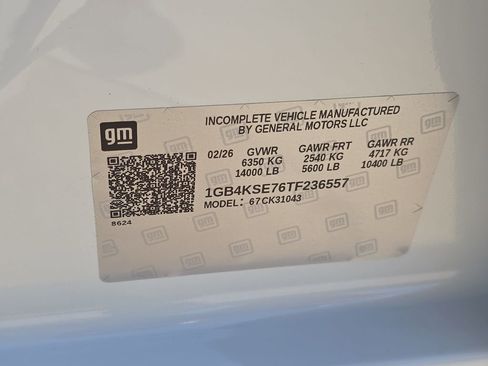 gm
INCOMPLETE VEHICLE MANUFACTURED
BY GENERAL MOTORS LLC
02/26 GVWR GAWR FRT GAWR RR
6350 KG 2540 KG 4717 KG
14000 LB 5600 LB 10400 LB
1GB4KSE76TF236557
MODEL: 67CK31043
8624